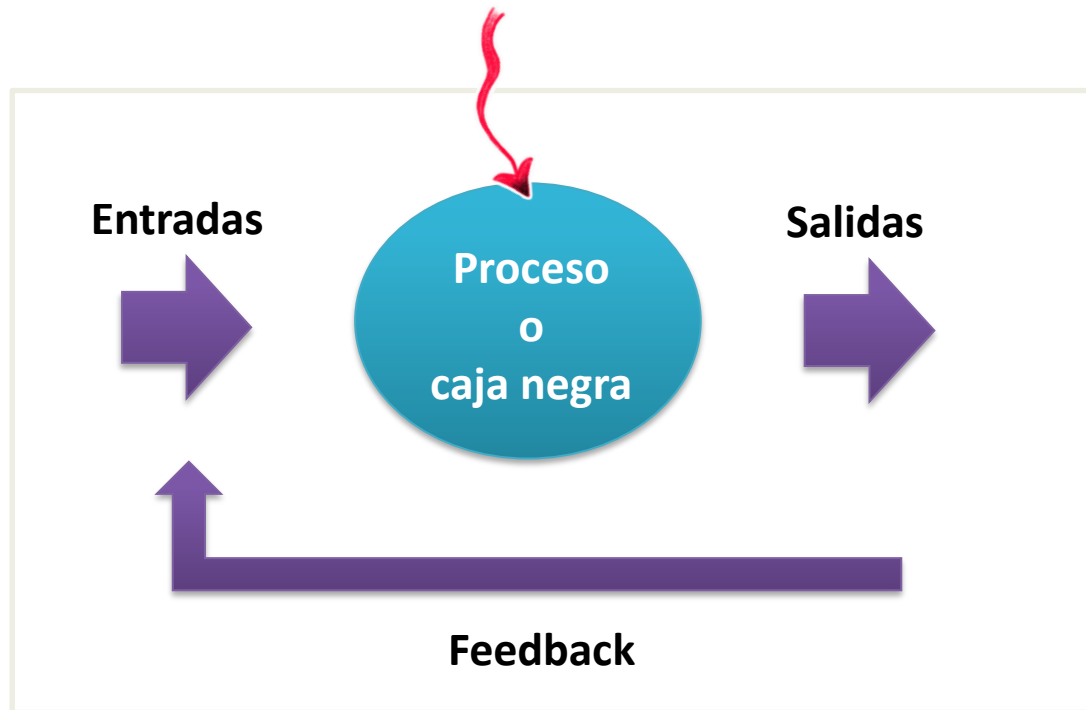 Entradas
Salidas
Proceso
o
caja negra
Feedback